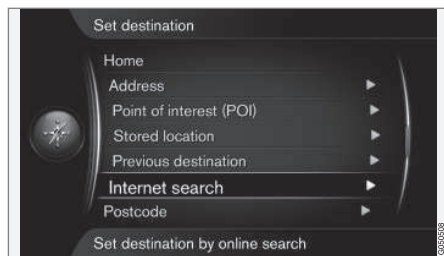 Set destination
Home
Address
Point of interest (POI)
Stored location
Previous destination
Internet search
Postcode
Set destination by online search
G050508